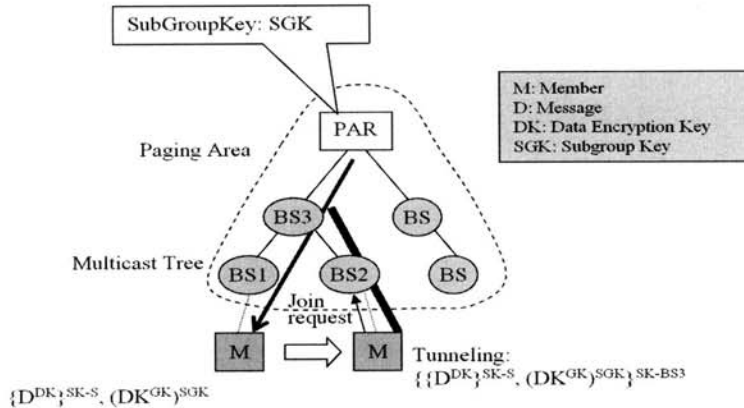 SubGroupKey: SGK
M: Member
D: Message
DK: Data Encryption Key
SGK: Subgroup Key
PAR
Paging Area
BS3
BS
Multicast Tree
BS1
BS2
BS
Join
request
M
M
Tunneling:
{D^DK}^SK-S, (DK^GK)^SGK
{{D^DK}^SK-S, (DK^GK)^SGK}^SK-BS3